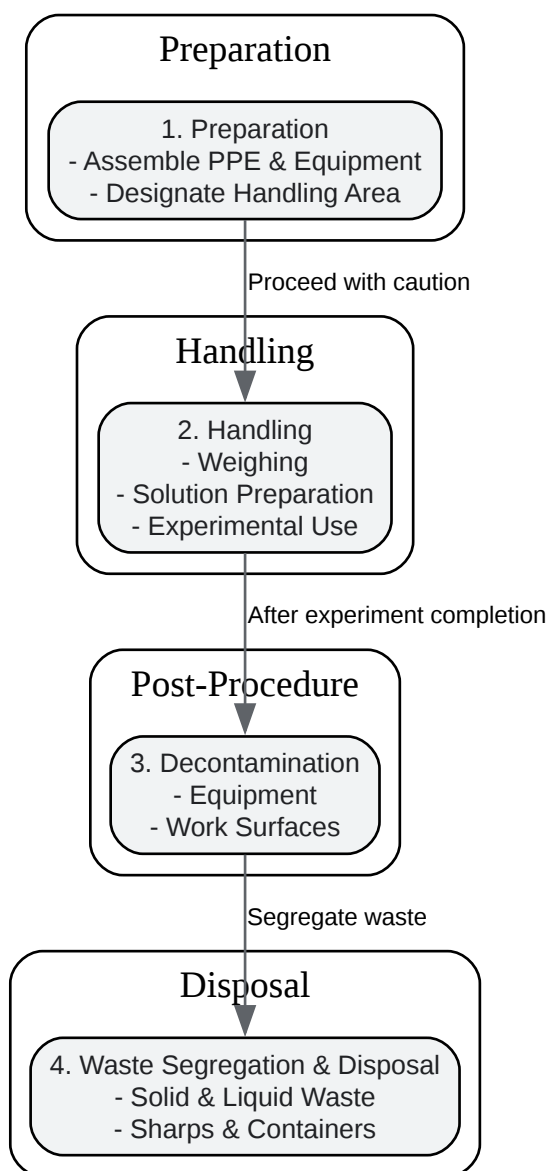 Preparation
1. Preparation
- Assemble PPE & Equipment
- Designate Handling Area
Proceed with caution
Handling
2. Handling
- Weighing
- Solution Preparation
- Experimental Use
After experiment completion
Post-Procedure
3. Decontamination
- Equipment
- Work Surfaces
Segregate waste
Disposal
4. Waste Segregation & Disposal
- Solid & Liquid Waste
- Sharps & Containers